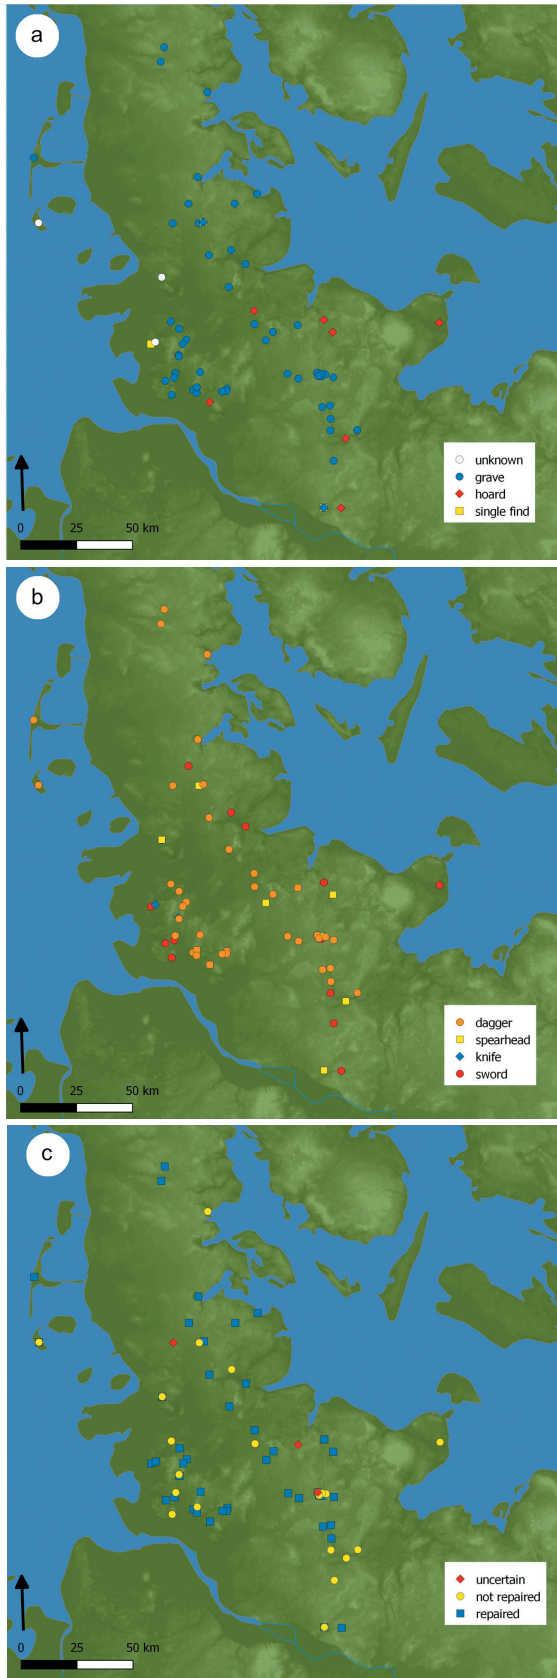 a
unknown
grave
hoard
single find
0 25 50 km
b
dagger
spearhead
knife
sword
0 25 50 km
c
uncertain
not repaired
repaired
0 25 50 km